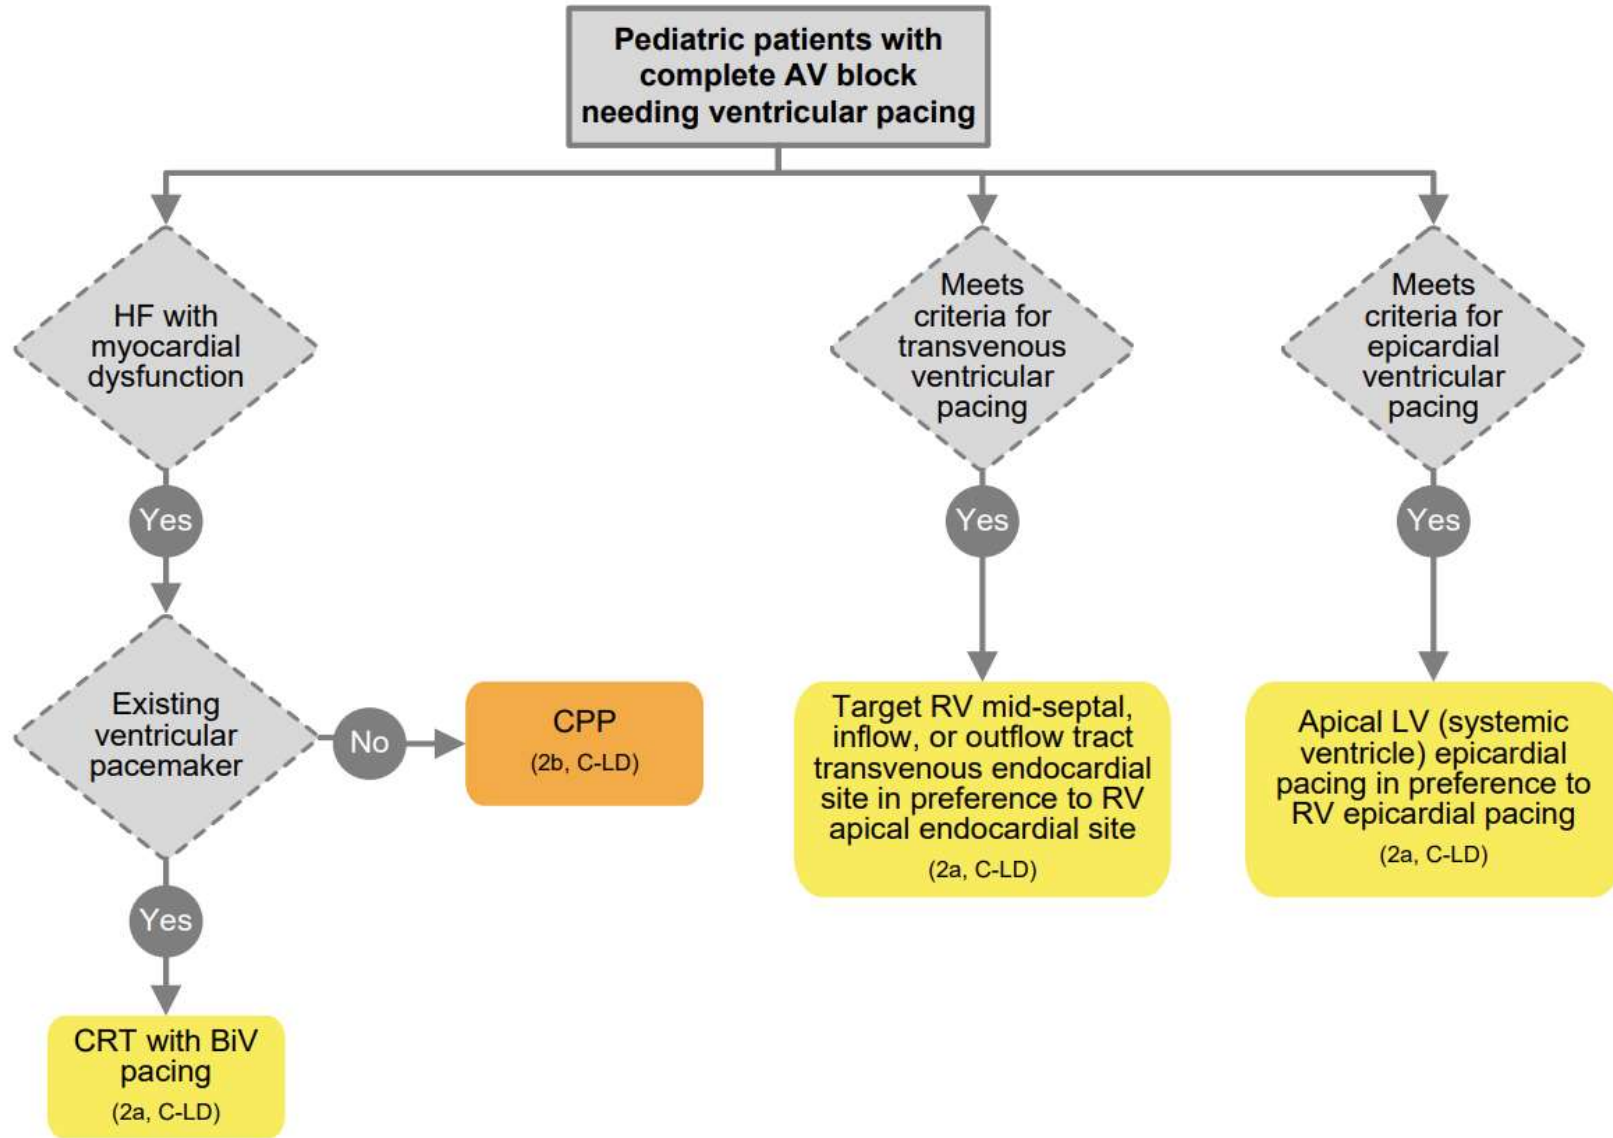 Pediatric patients with
complete AV block
needing ventricular pacing
HF with
myocardial
dysfunction
Meets
criteria for
transvenous
ventricular
pacing
Meets
criteria for
epicardial
ventricular
pacing
Yes
Yes
Yes
Existing
ventricular
pacemaker
No
CPP
(2b, C-LD)
Target RV mid-septal,
inflow, or outflow tract
transvenous endocardial
site in preference to RV
apical endocardial site
(2a, C-LD)
Apical LV (systemic
ventricle) epicardial
pacing in preference to
RV epicardial pacing
(2a, C-LD)
Yes
CRT with BiV
pacing
(2a, C-LD)